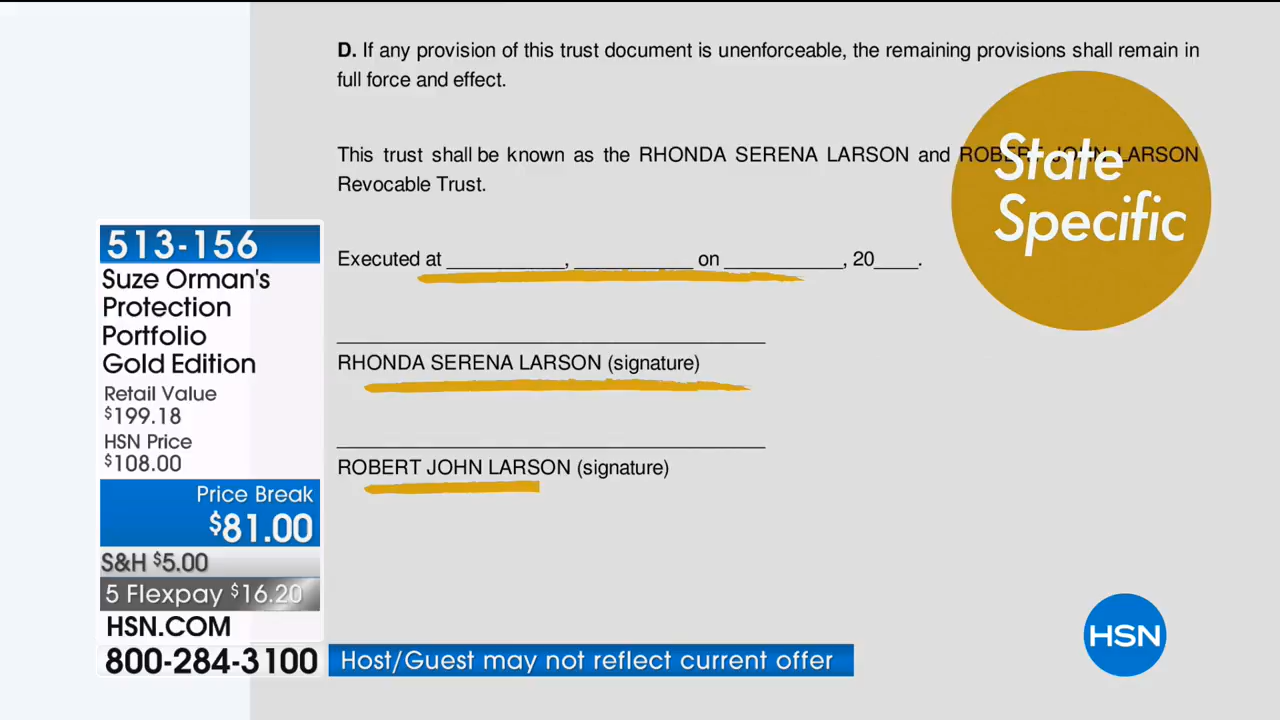 D. If any provision of this trust document is unenforceable, the remaining provisions shall remain in
full force and effect.
This trust shall be known as the RHONDA SERENA LARSON and ROBERT JOHN LARSON
Revocable Trust.
Executed at ___________, ___________ on ___________, 20____.
RHONDA SERENA LARSON (signature)
ROBERT JOHN LARSON (signature)
State
Specific
513-156
Suze Orman's
Protection
Portfolio
Gold Edition
Retail Value
$199.18
HSN Price
$108.00
Price Break
$81.00
S&H $5.00
5 Flexpay $16.20
HSN.COM
800-284-3100
Host/Guest may not reflect current offer
HSN